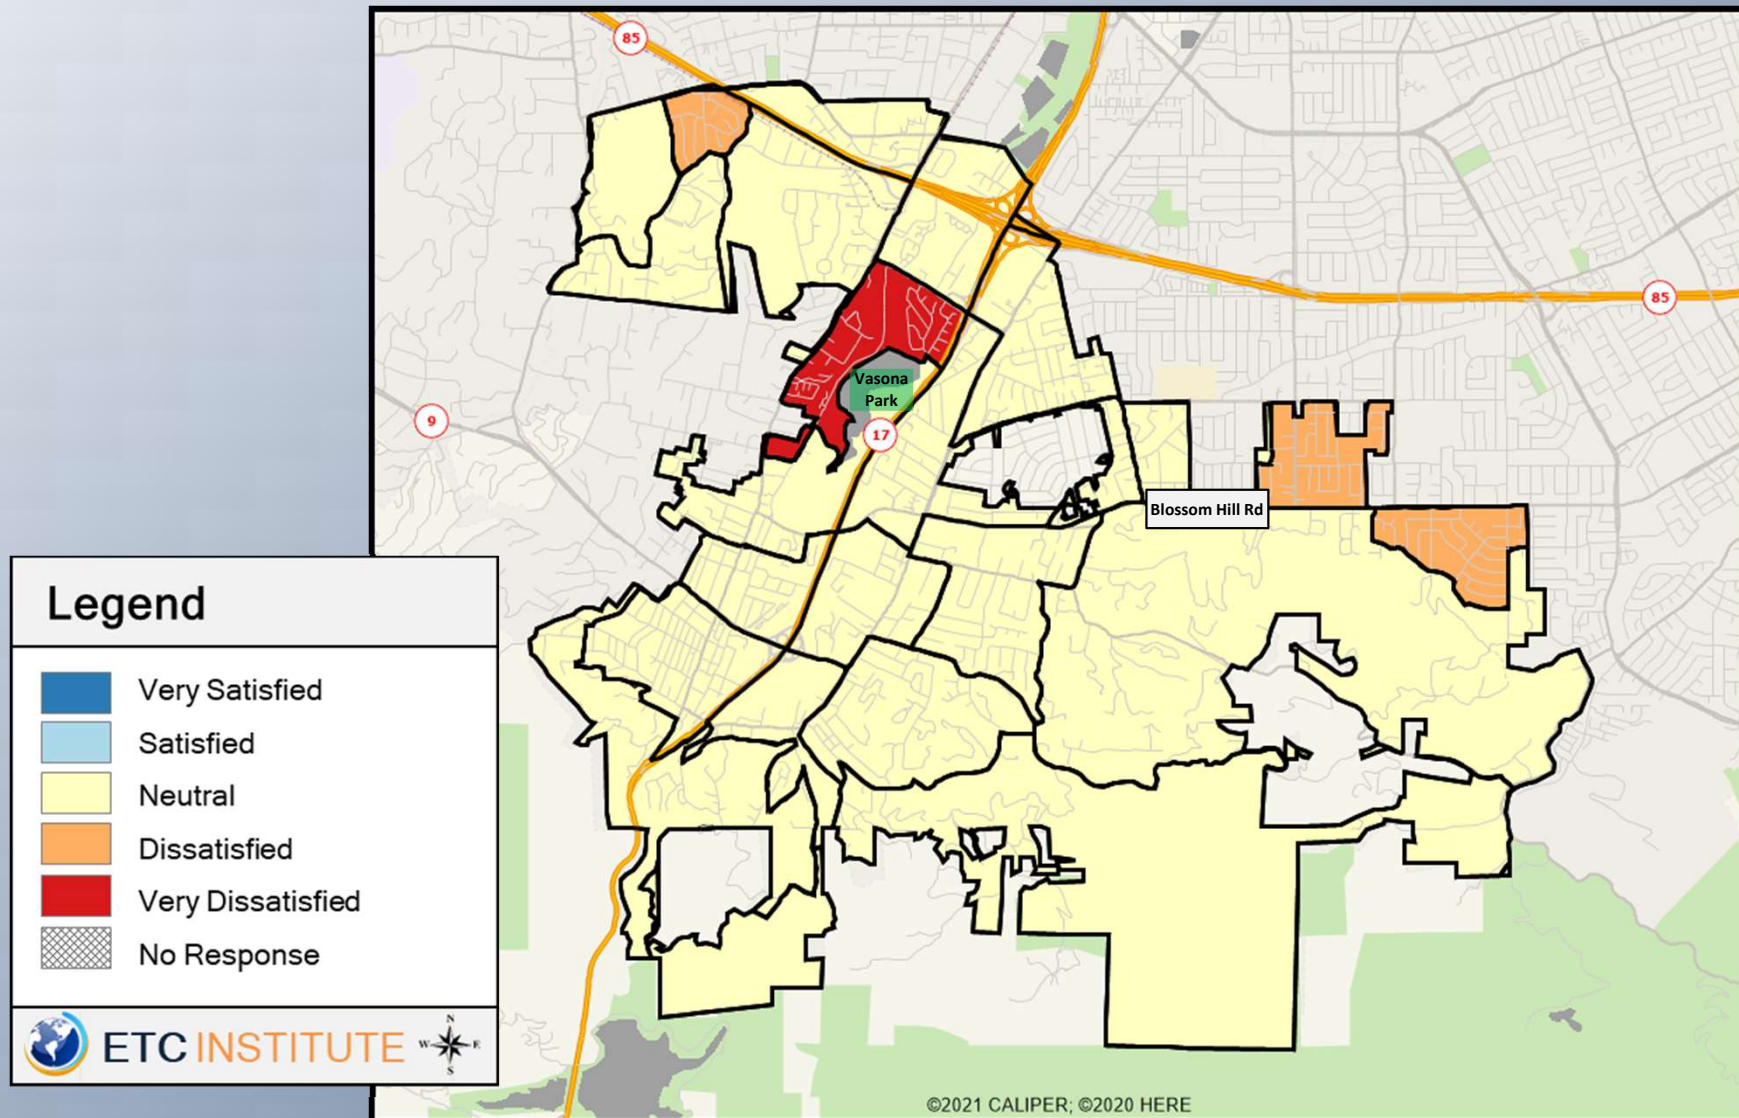 85
85
9
Vasona
Park
17
Blossom Hill Rd
Legend
Very Satisfied
Satisfied
Neutral
Dissatisfied
Very Dissatisfied
No Response
ETC INSTITUTE
N
W E
S
©2021 CALIPER; ©2020 HERE